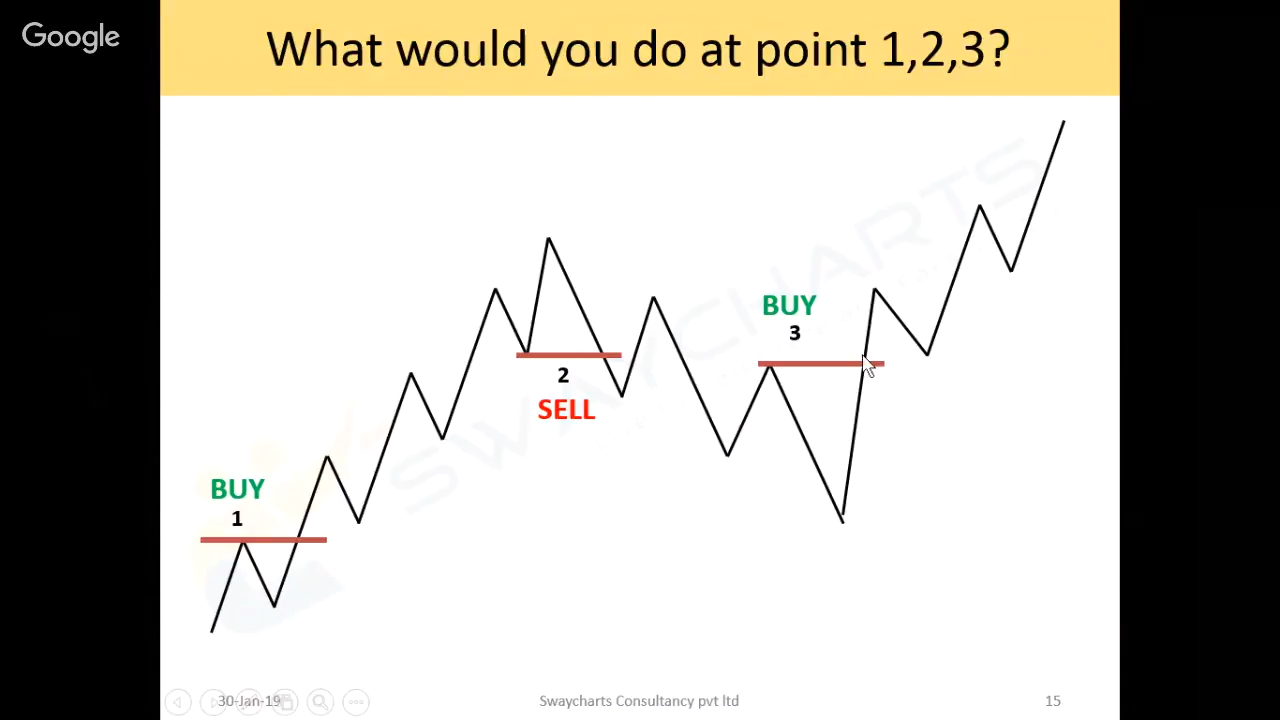 Google
What would you do at point 1,2,3?
SWAYCHARTS
BUY
1
2
SELL
BUY
3
30-Jan-19
Swaycharts Consultancy pvt ltd
15